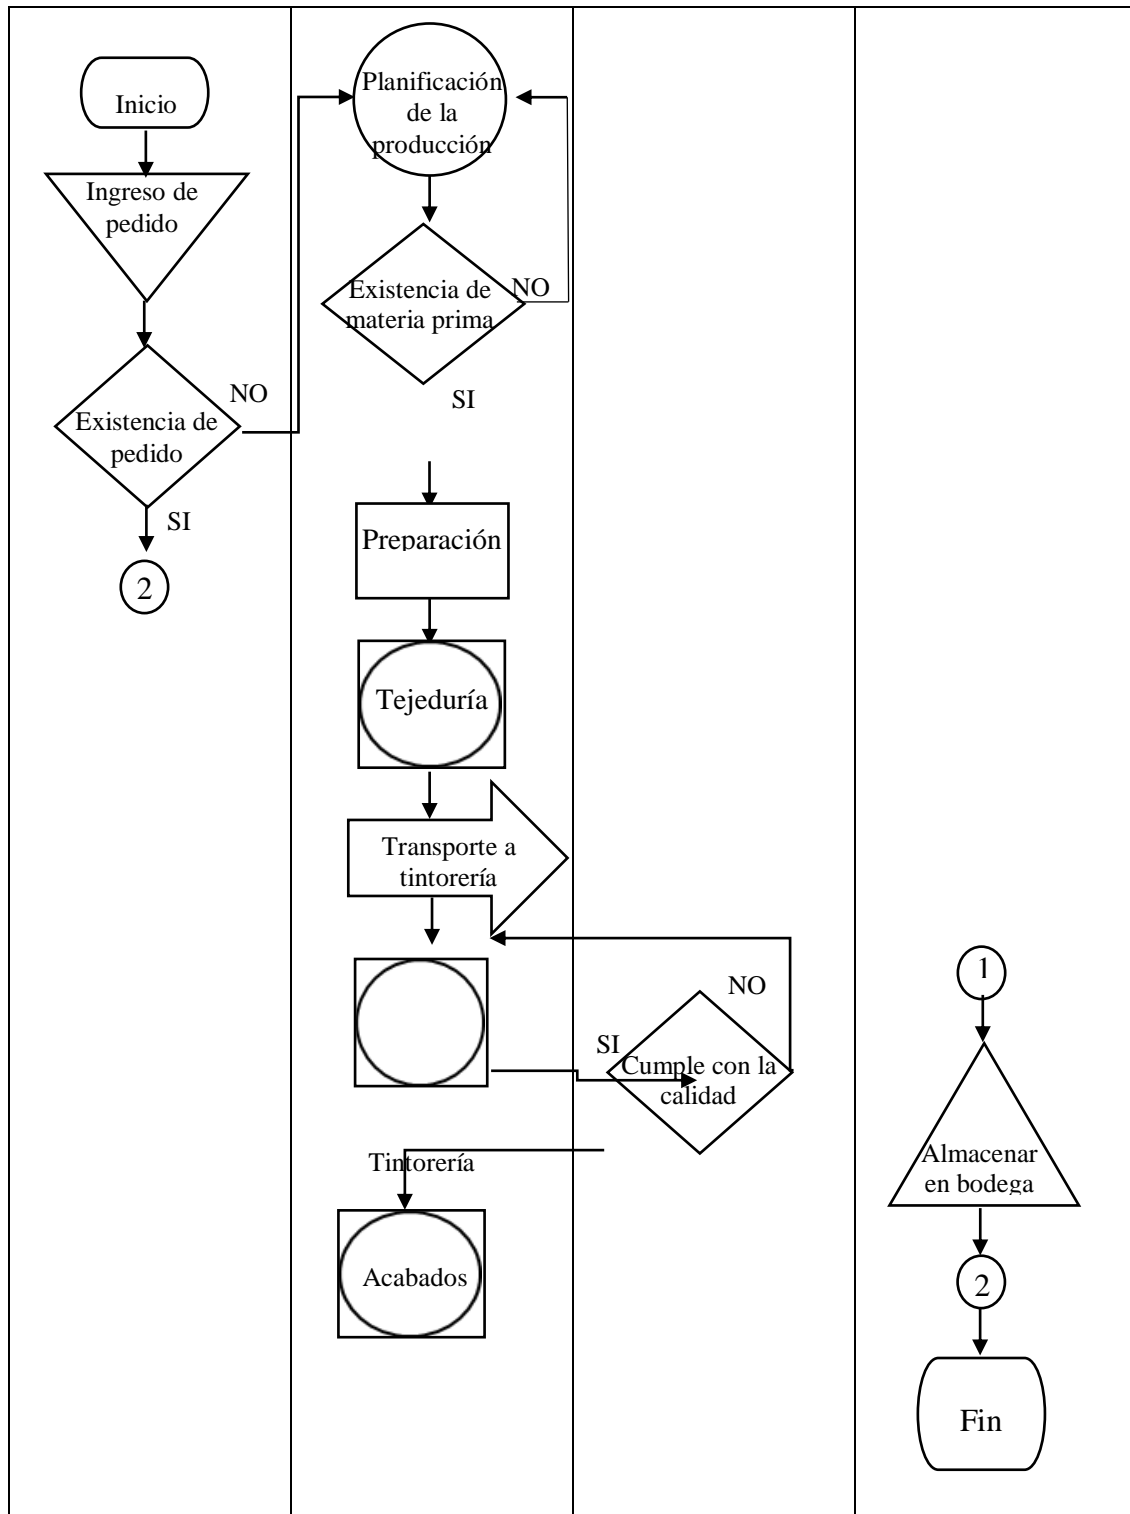 Inicio
Ingreso de
pedido
Existencia de
pedido
NO
SI
2
Planificación
de la
producción
Existencia de
materia prima
NO
SI
Preparación
Tejeduría
Transporte a
tintorería
Tintorería
Acabados
NO
SI
Cumple con la
calidad
1
Almacenar
en bodega
2
Fin